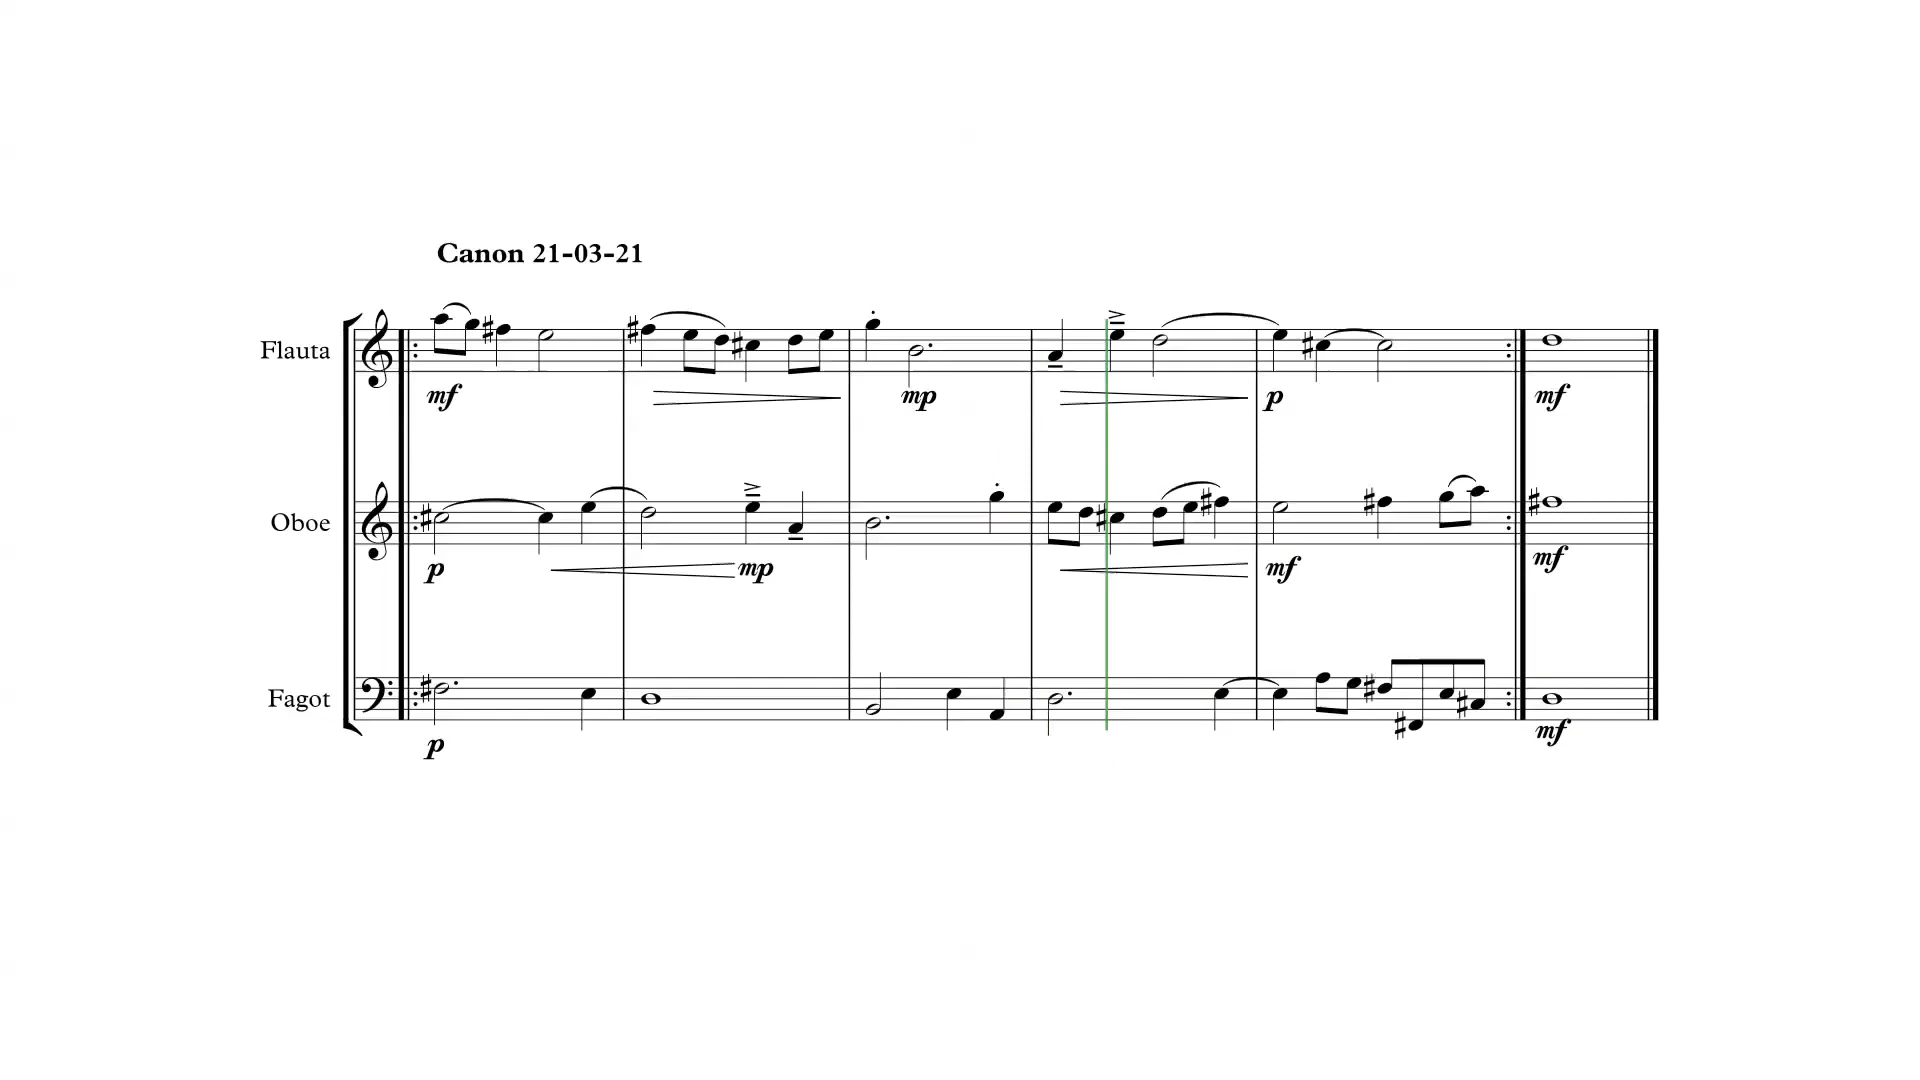 Canon 21-03-21
Flauta
mf mp p mf
Oboe
p mp mf mf
Fagot
p mf